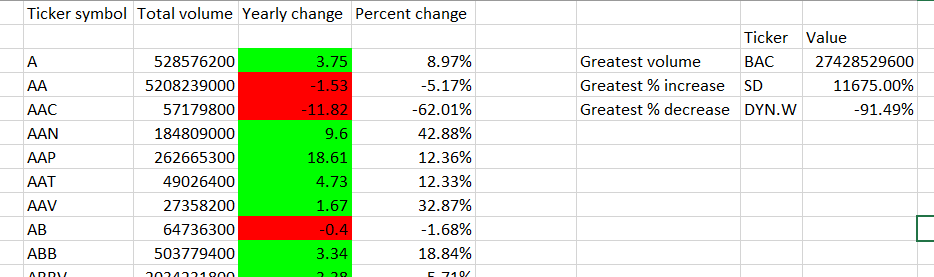 Ticker symbol Total volume Yearly change Percent change
Ticker Value
A 528576200 3.75 8.97% Greatest volume BAC 27428529600
AA 5208239000 -1.53 -5.17% Greatest % increase SD 11675.00%
AAC 57179800 -11.82 -62.01% Greatest % decrease DYN.W -91.49%
AAN 184809000 9.6 42.88%
AAP 262665300 18.61 12.36%
AAT 49026400 4.73 12.33%
AAV 27358200 1.67 32.87%
AB 64736300 -0.4 -1.68%
ABB 503779400 3.34 18.84%